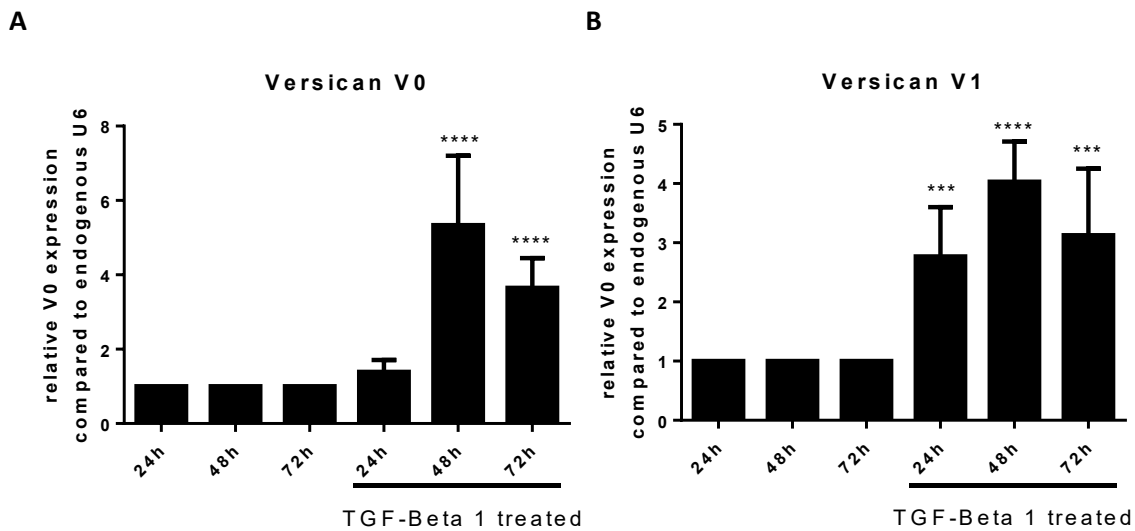 A
Versican V0
relative V0 expression
compared to endogenous U6
8
6
4
2
0
****
****
24h
48h
72h
24h
48h
72h
TGF-Beta 1 treated
B
Versican V1
relative V0 expression
compared to endogenous U6
5
4
3
2
1
0
***
****
***
24h
48h
72h
24h
48h
72h
TGF-Beta 1 treated